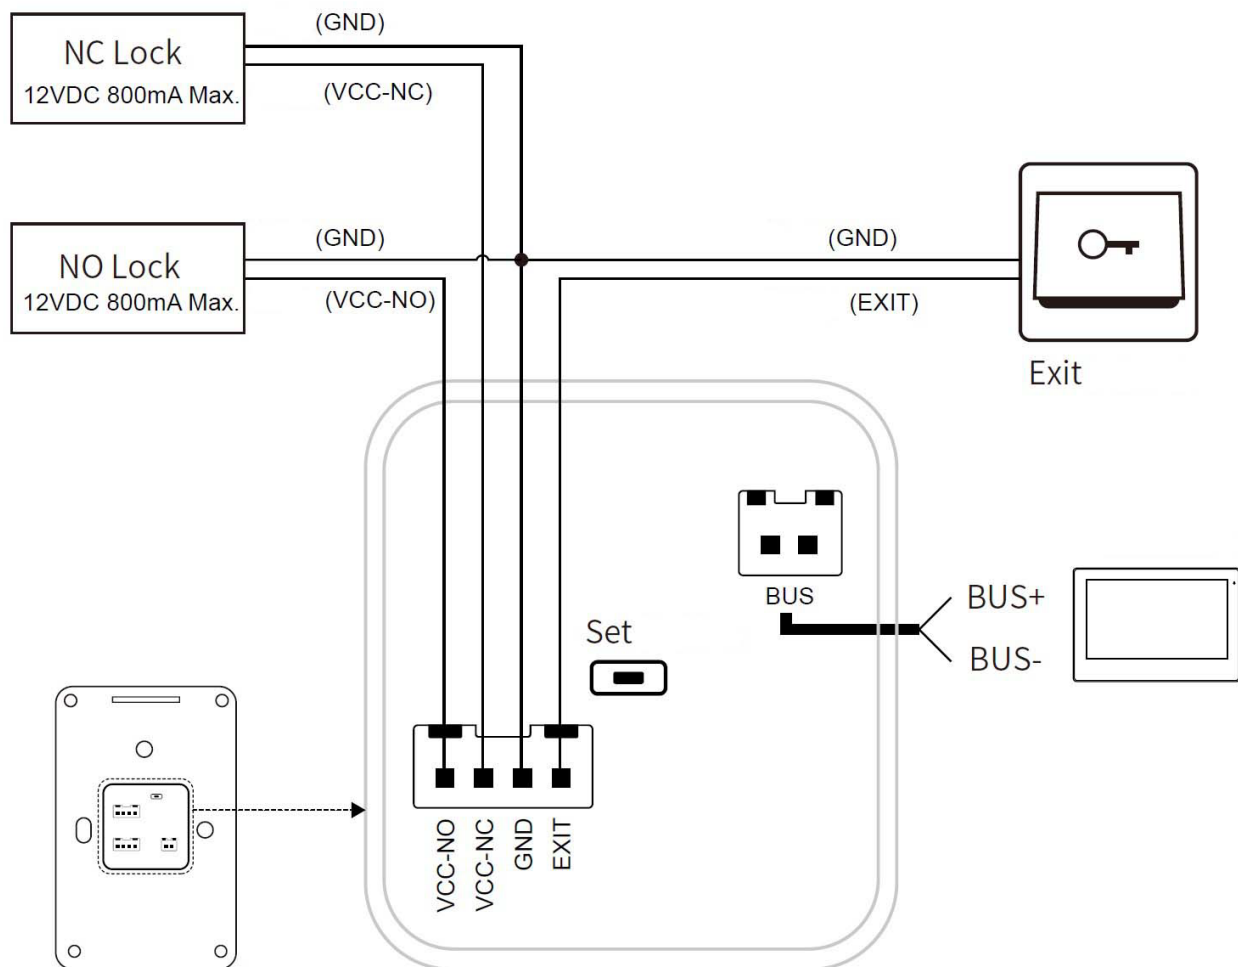 (GND)
NC Lock
12VDC 800mA Max.
(VCC-NC)
(GND)
(GND)
NO Lock
12VDC 800mA Max.
(VCC-NO)
(EXIT)
Exit
BUS
BUS+
Set
BUS-
VCC-NO
VCC-NC
GND
EXIT